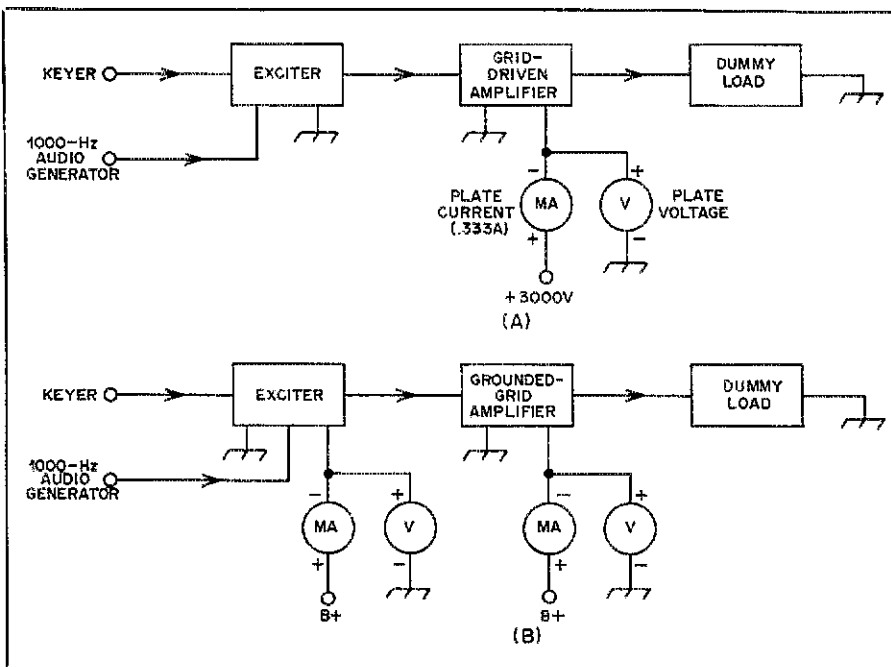 KEYER
EXCITER
GRID-
DRIVEN
AMPLIFIER
DUMMY
LOAD
1000-Hz
AUDIO
GENERATOR
-
+
PLATE
CURRENT
(.333A)
MA
V
PLATE
VOLTAGE
+
-
+3000V
(A)
KEYER
EXCITER
GROUNDED-
GRID
AMPLIFIER
DUMMY
LOAD
1000-Hz
AUDIO
GENERATOR
-
+
-
+
MA
V
MA
V
+
-
+
-
B+
B+
(B)